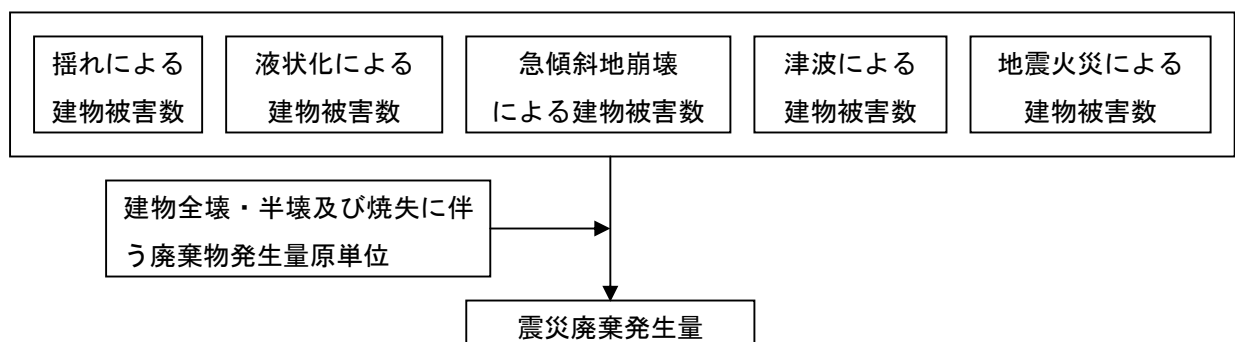 揺れによる
建物被害数
液状化による
建物被害数
急傾斜地崩壊
による建物被害数
津波による
建物被害数
地震火災による
建物被害数
建物全壊・半壊及び焼失に伴
う廃棄物発生量原単位
震災廃棄発生量